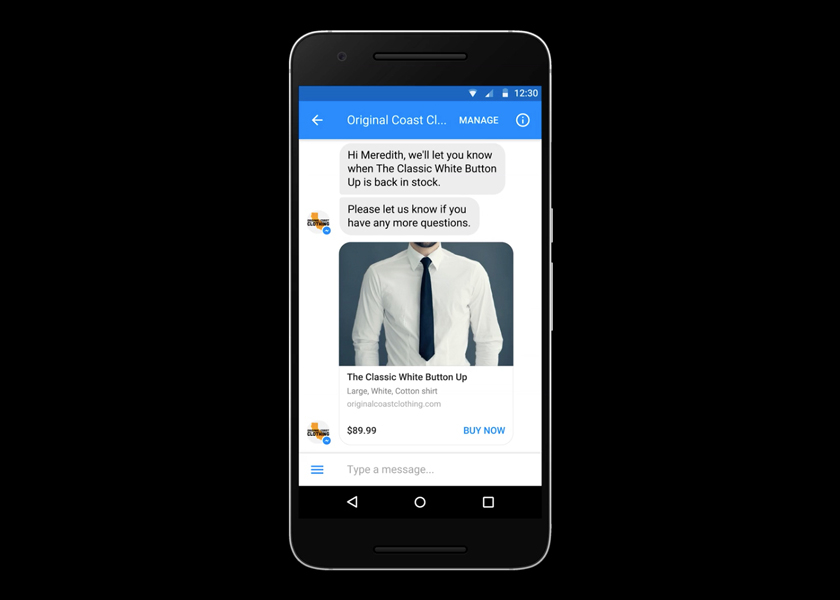 12:30
Original Coast Cl... MANAGE
Hi Meredith, we'll let you know
when The Classic White Button
Up is back in stock.
Please let us know if you
have any more questions.
CLOTHING
The Classic White Button Up
Large, White, Cotton shirt
originalcoastclothing.com
$89.99 BUY NOW
CLOTHING
Type a message...